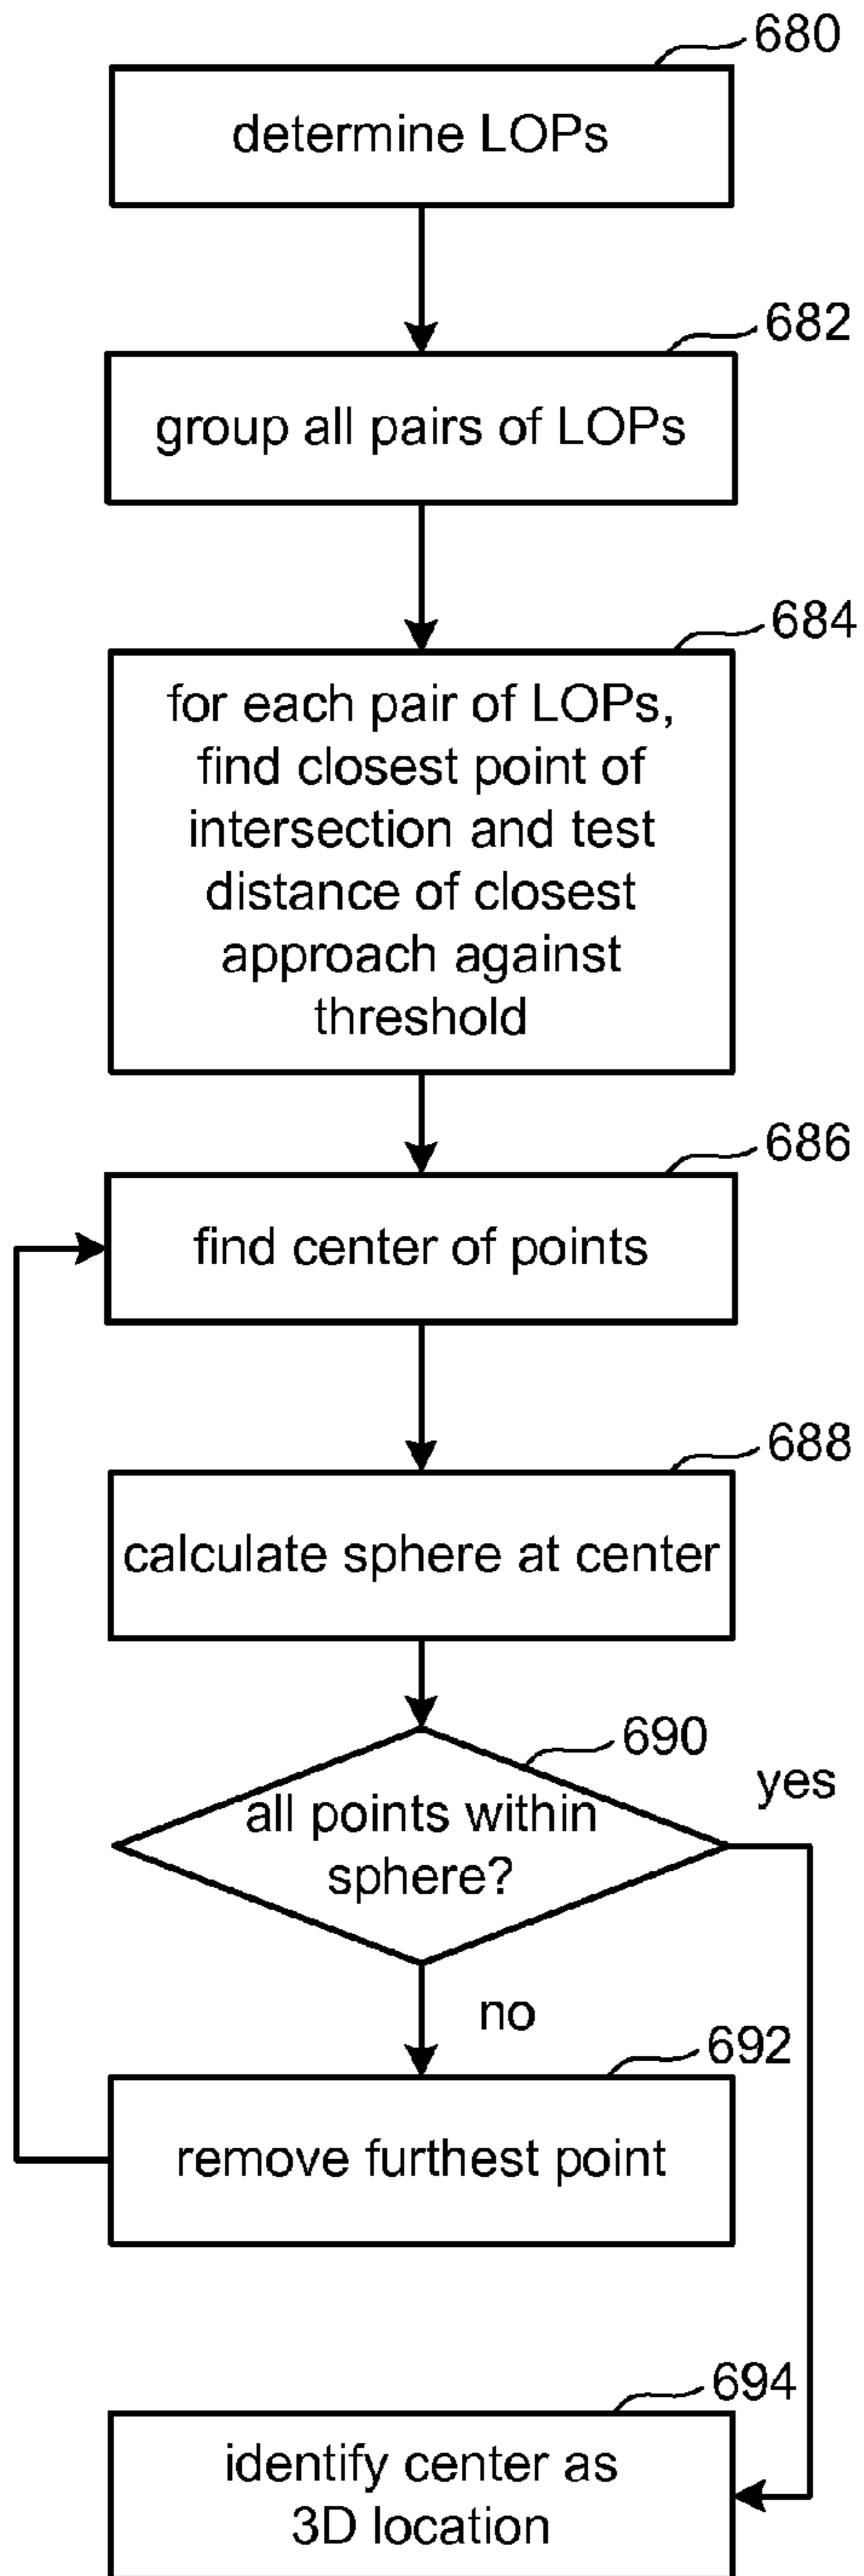 680
determine LOPs
682
group all pairs of LOPs
684
for each pair of LOPs,
find closest point of
intersection and test
distance of closest
approach against
threshold
686
find center of points
688
calculate sphere at center
690
yes
all points within
sphere?
no
692
remove furthest point
694
identify center as
3D location